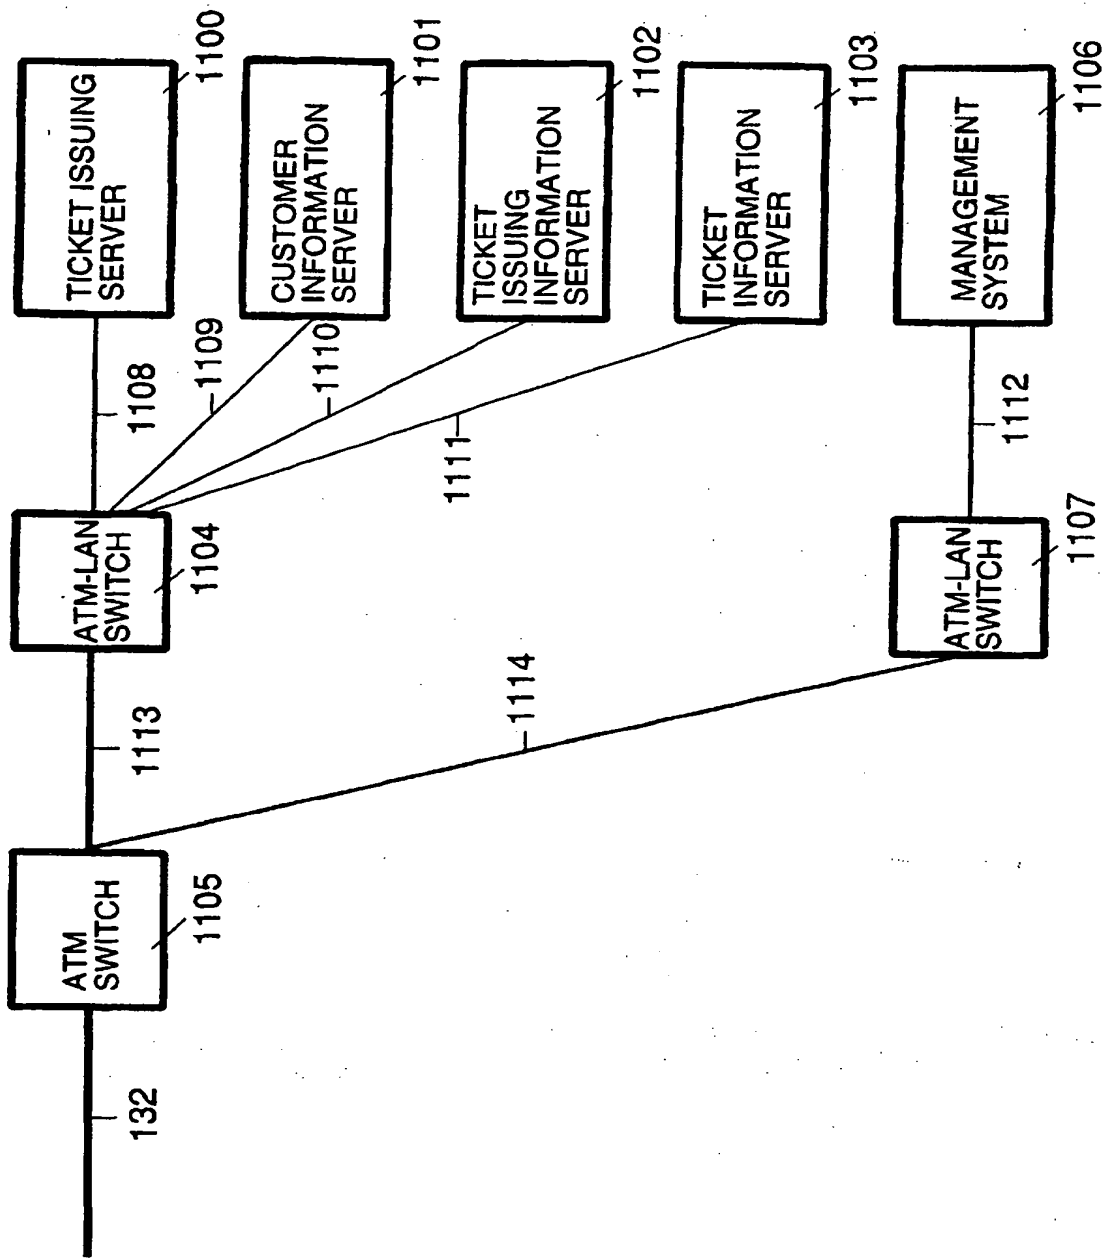 TICKET ISSUING
SERVER
1100
CUSTOMER
INFORMATION
SERVER
1101
TICKET
ISSUING
INFORMATION
SERVER
1102
TICKET
INFORMATION
SERVER
1103
MANAGEMENT
SYSTEM
1106
1108
1109
1110
1111
1112
ATM-LAN
SWITCH
1104
ATM-LAN
SWITCH
1107
1113
1114
ATM
SWITCH
1105
132